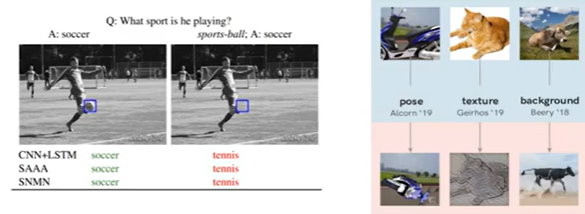 Q: What sport is he playing?
A: soccer
sports-ball; A: soccer
CNN+LSTM soccer tennis
SAAA soccer tennis
SNMN soccer tennis
pose texture background
Alcorn '19 Geirhos '19 Beery '18